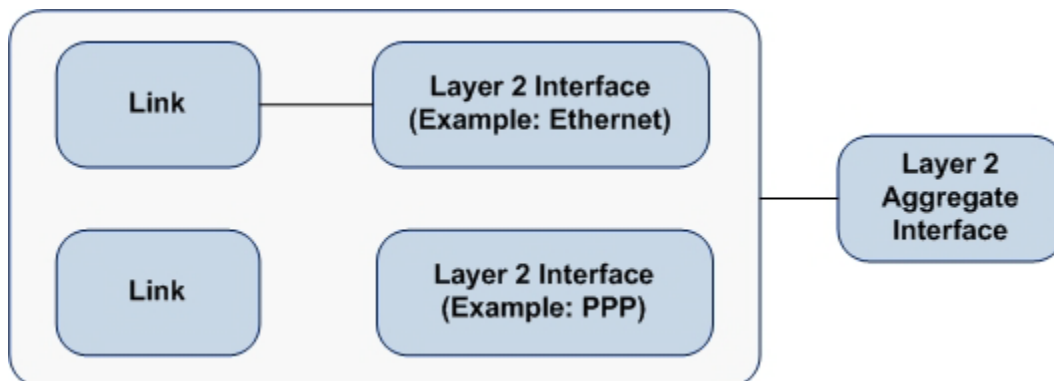 Link
Layer 2 Interface
(Example: Ethernet)
Layer 2
Aggregate
Interface
Link
Layer 2 Interface
(Example: PPP)